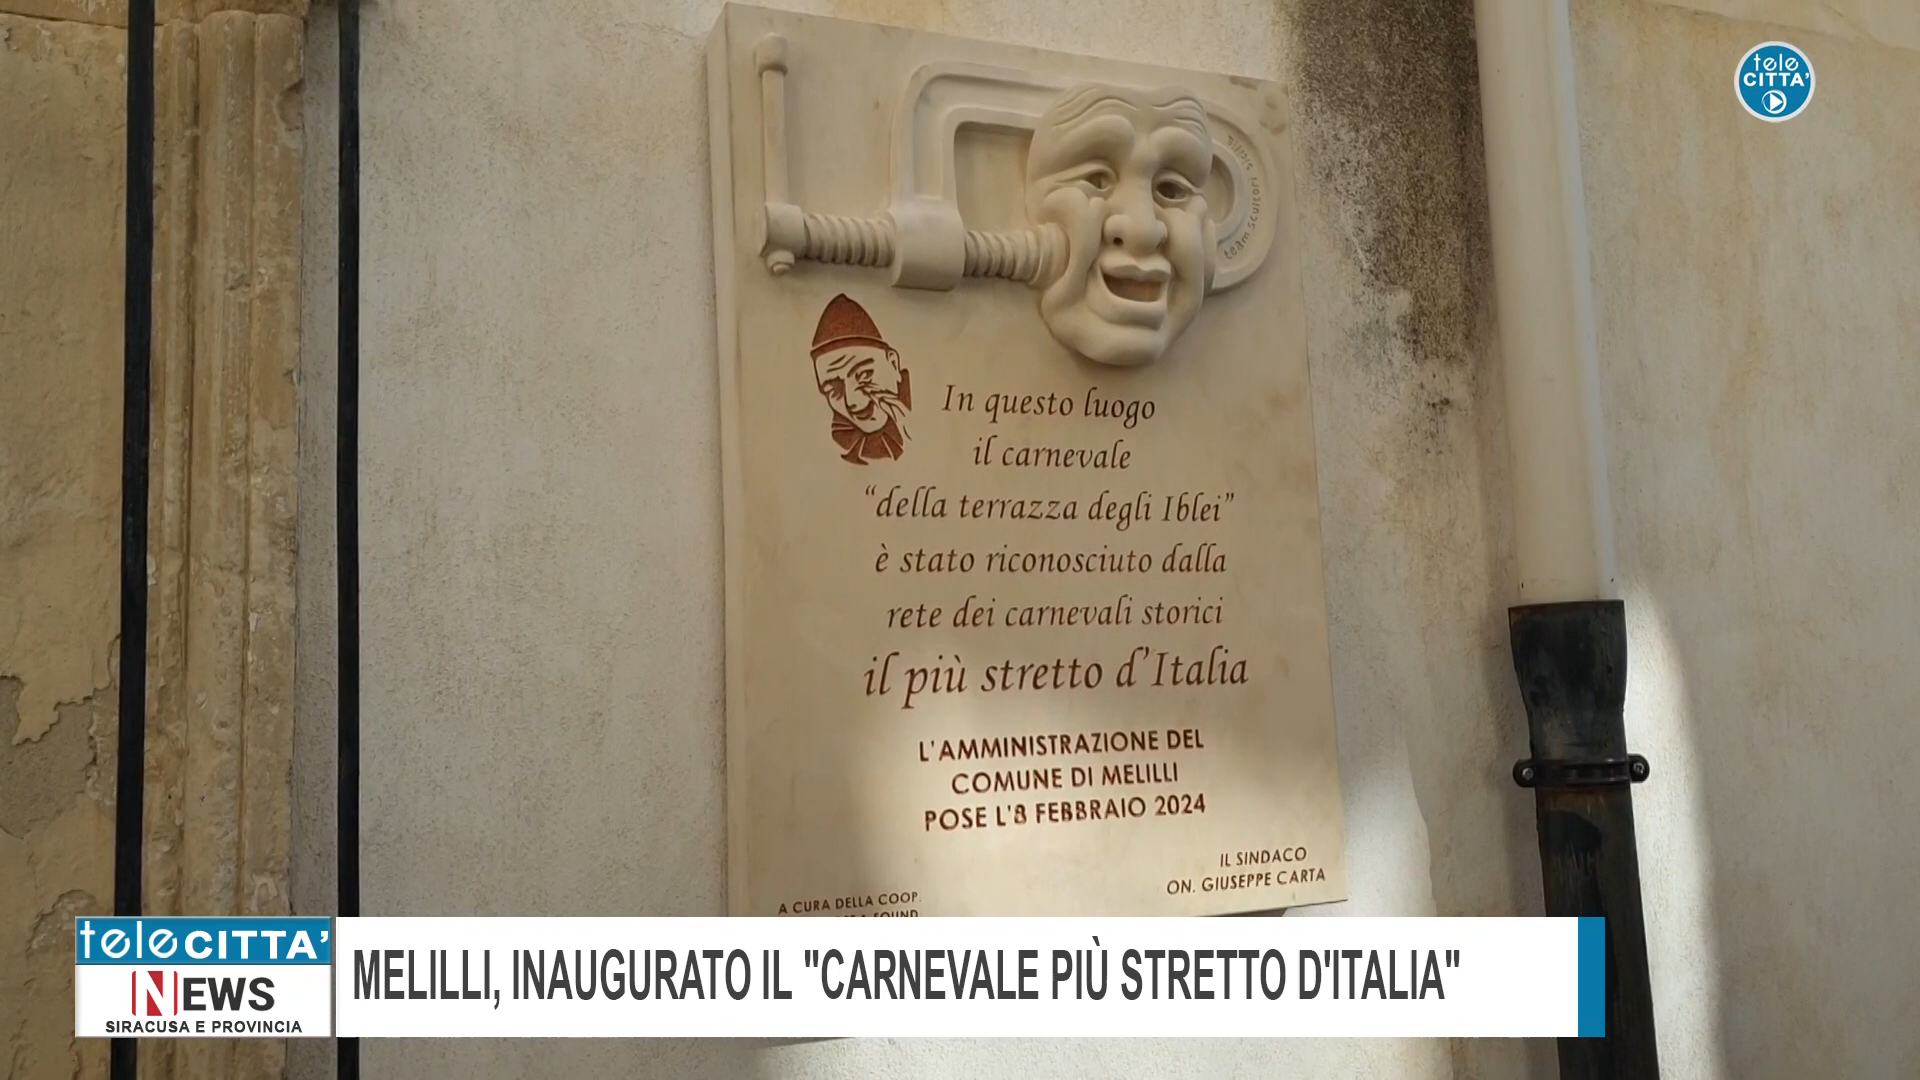 tele
CITTA'
team scultori sicilia
In questo luogo
il carnevale
"della terrazza degli Iblei"
è stato riconosciuto dalla
rete dei carnevali storici
il più stretto d'Italia
L'AMMINISTRAZIONE DEL
COMUNE DI MELILLI
POSE L'8 FEBBRAIO 2024
IL SINDACO
ON. GIUSEPPE CARTA
A CURA DELLA COOP.
SOUND
teleCITTA'
NEWS
SIRACUSA E PROVINCIA
MELILLI, INAUGURATO IL "CARNEVALE PIÙ STRETTO D'ITALIA"